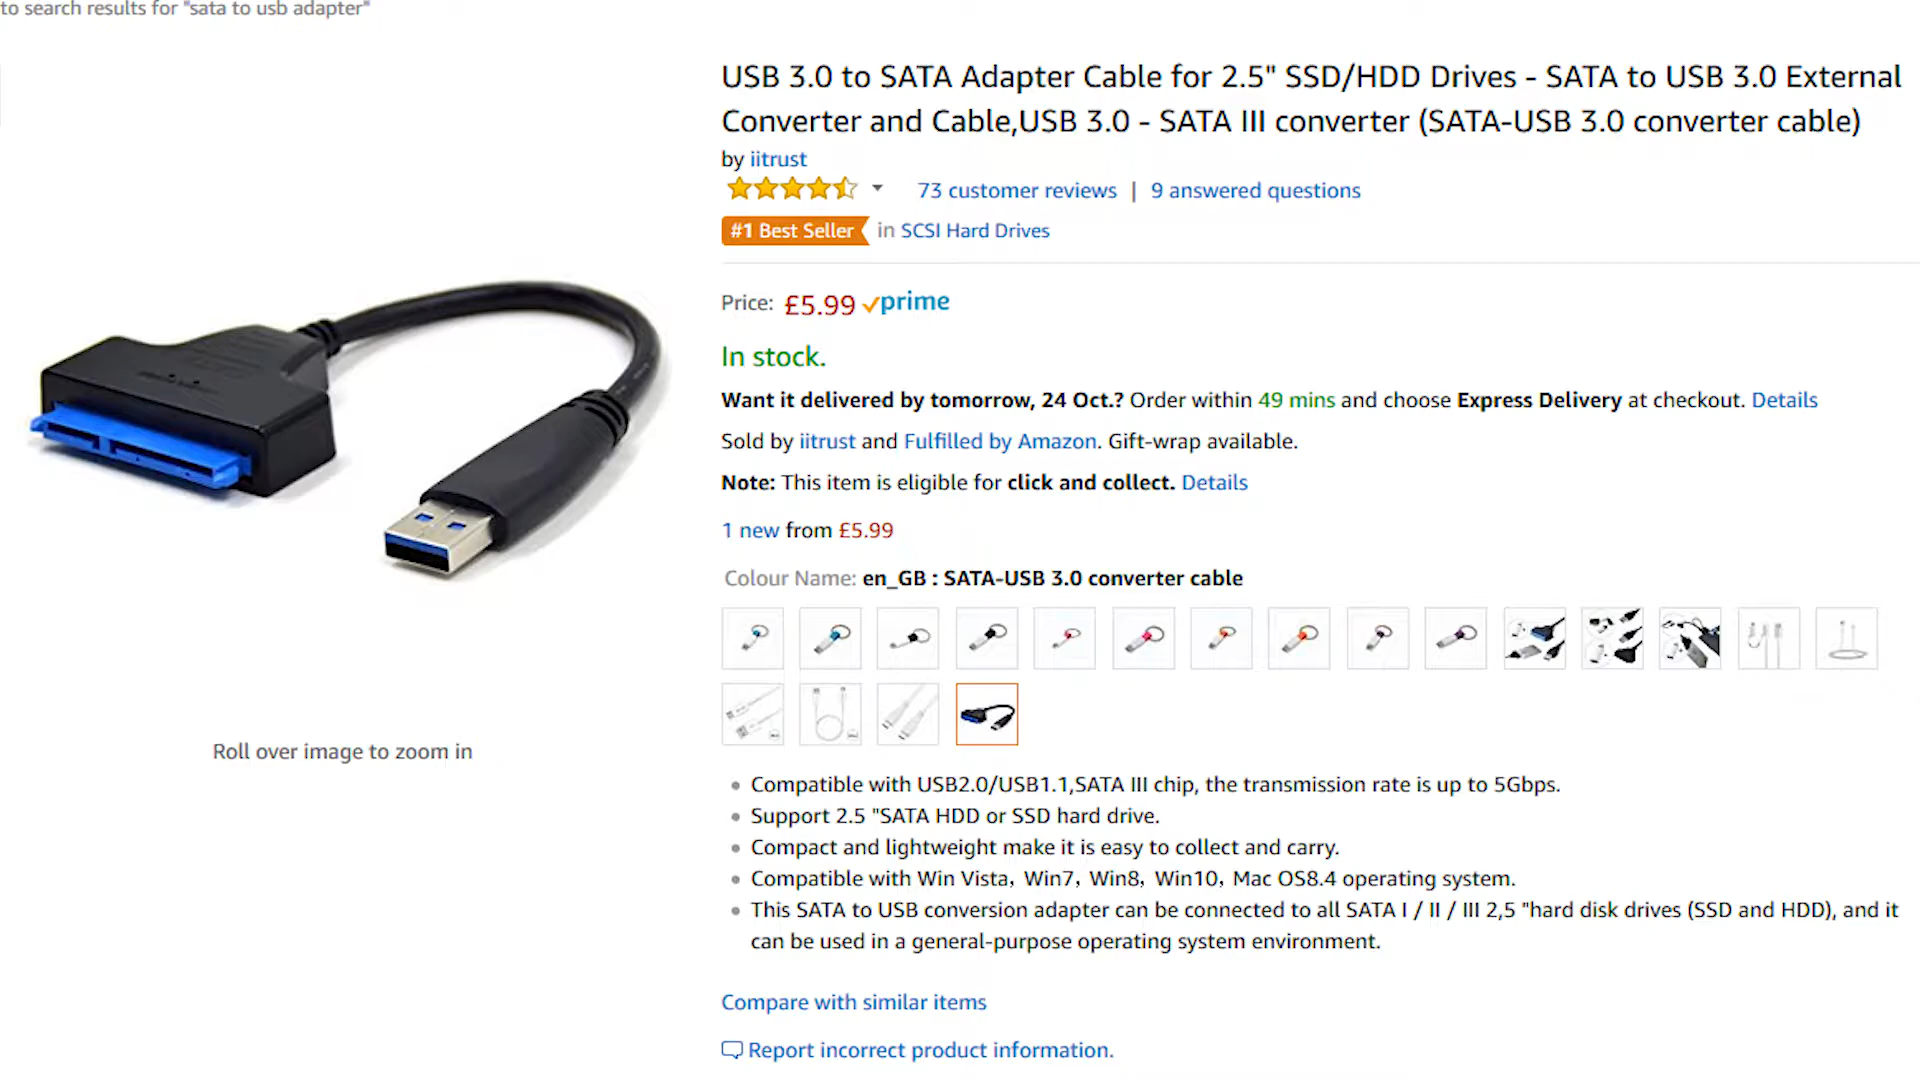 to search results for "sata to usb adapter"
USB 3.0 to SATA Adapter Cable for 2.5" SSD/HDD Drives - SATA to USB 3.0 External
Converter and Cable,USB 3.0 - SATA III converter (SATA-USB 3.0 converter cable)
by iitrust
73 customer reviews | 9 answered questions
#1 Best Seller in SCSI Hard Drives
Price: £5.99 prime
In stock.
Want it delivered by tomorrow, 24 Oct.? Order within 49 mins and choose Express Delivery at checkout. Details
Sold by iitrust and Fulfilled by Amazon. Gift-wrap available.
Note: This item is eligible for click and collect. Details
1 new from £5.99
Colour Name: en_GB : SATA-USB 3.0 converter cable
Roll over image to zoom in
• Compatible with USB2.0/USB1.1,SATA III chip, the transmission rate is up to 5Gbps.
• Support 2.5 "SATA HDD or SSD hard drive.
• Compact and lightweight make it is easy to collect and carry.
• Compatible with Win Vista，Win7，Win8，Win10，Mac OS8.4 operating system.
• This SATA to USB conversion adapter can be connected to all SATA I / II / III 2,5 "hard disk drives (SSD and HDD), and it
can be used in a general-purpose operating system environment.
Compare with similar items
Report incorrect product information.